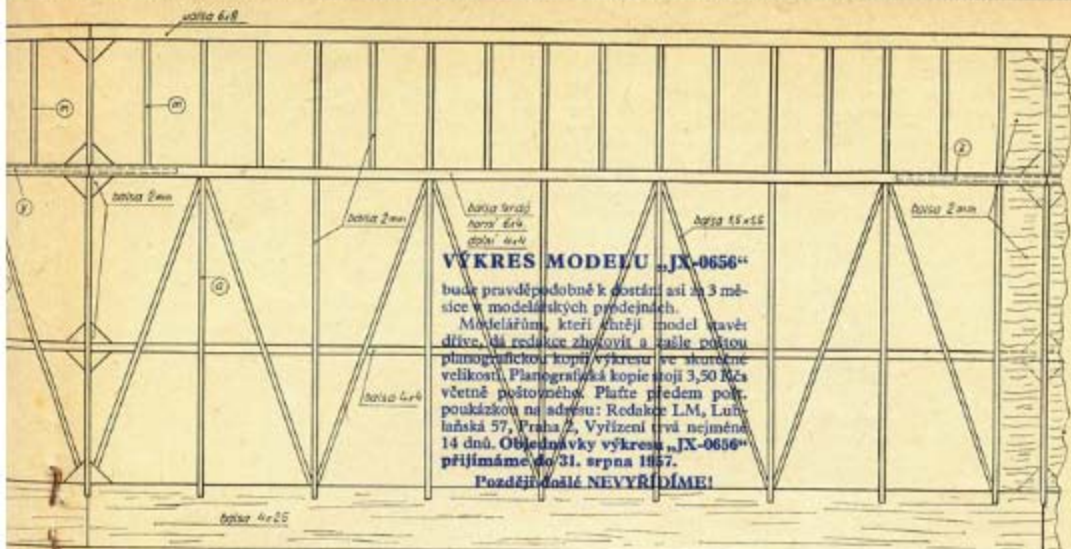 balsa 6x8
n
m
ž
y
balsa 2mm
balsa 2mm
balsa tvrdá
horní 6x4
dolní 4x4
balsa 1,5x1,5
balsa 2mm
G
VÝKRES MODELU „JX-0656“
bude pravděpodobně k dostání asi za 3 mě-
síce v modelářských prodejnách.
Modelářům, kteří chtějí model stavět
dříve, dá redakce zhotovit a zašle poštou
planografickou kopii výkresu ve skutečné
velikosti. Planografická kopie stojí 3,50 Kčs
včetně poštovného. Plaťte předem pošt.
poukázkou na adresu: Redakce LM, Lub-
laňská 57, Praha 2, Vyřízení trvá nejméně
14 dnů. Objednávky výkresu „JX-0656“
přijímáme do 31. srpna 1957.
Později došlé NEVYŘÍDÍME!
balsa 4x4
balsa 4x25